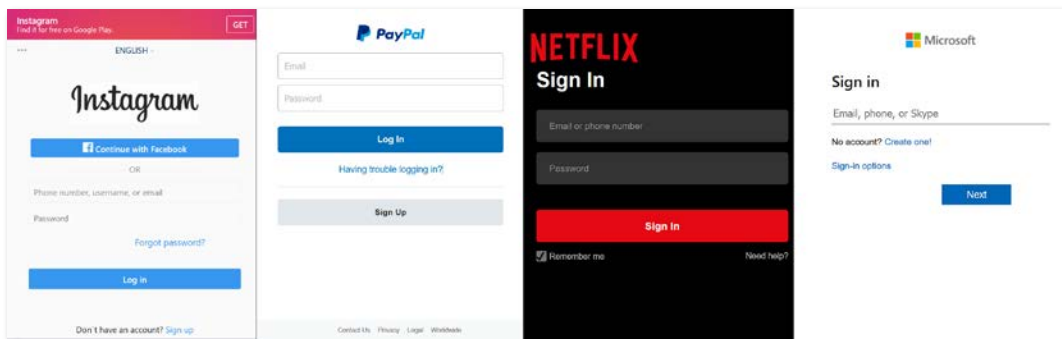 Instagram
Find it for free on Google Play.
GET
ENGLISH
Instagram
Continue with Facebook
OR
Phone number, username, or email
Password
Forgot password?
Log in
Don't have an account? Sign up
PayPal
Email
Password
Log In
Having trouble logging in?
Sign Up
Contact Us Privacy Legal Worldwide
NETFLIX
Sign In
Email or phone number
Password
Sign In
Remember me
Need help?
Microsoft
Sign in
Email, phone, or Skype
No account? Create one!
Sign-in options
Next